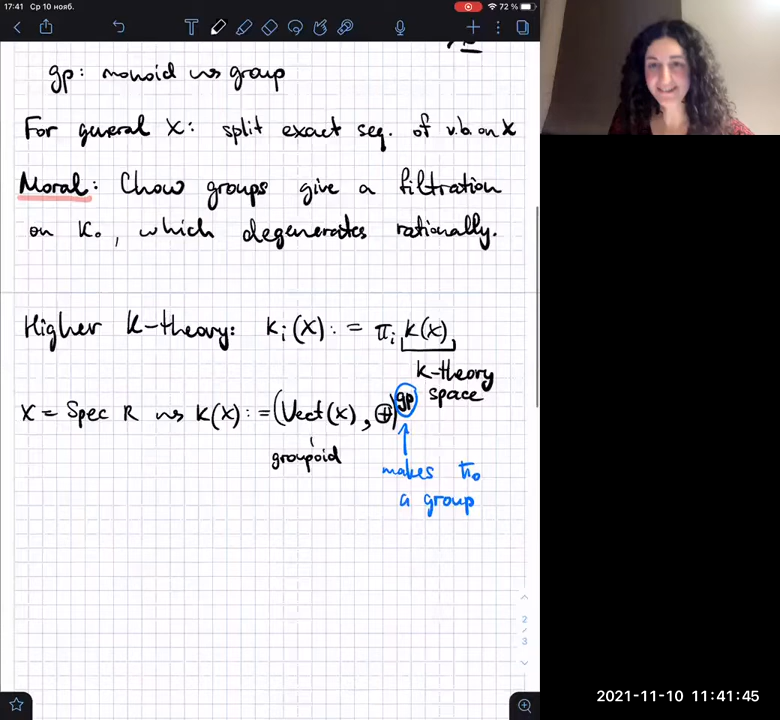 17:41 Ср 10 нояб.
72 %
gp: monoid ⇝ group
For general X: split exact seq. of v.b. on X
Moral: Chow groups give a filtration
on K₀, which degenerates rationally.
Higher K-theory: Kᵢ(X) := πᵢ K(X)
K-theory
space
X = Spec R ⇝ K(X) := (Vect(X), ⊕)^gp
groupoid
makes π₀
a group
2
/
3
2021-11-10 11:41:45